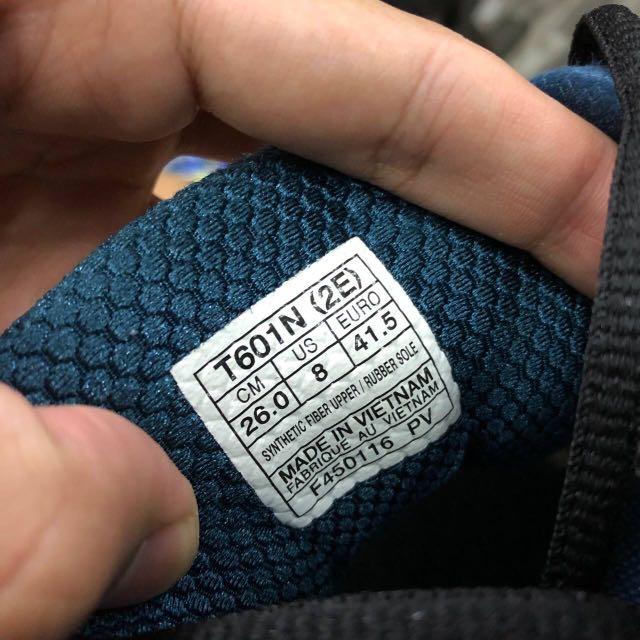 T601N (2E)
CM US EURO
26.0 8 41.5
SYNTHETIC FIBER UPPER / RUBBER SOLE
MADE IN VIETNAM
FABRIQUE AU VIETNAM
F450116 PV